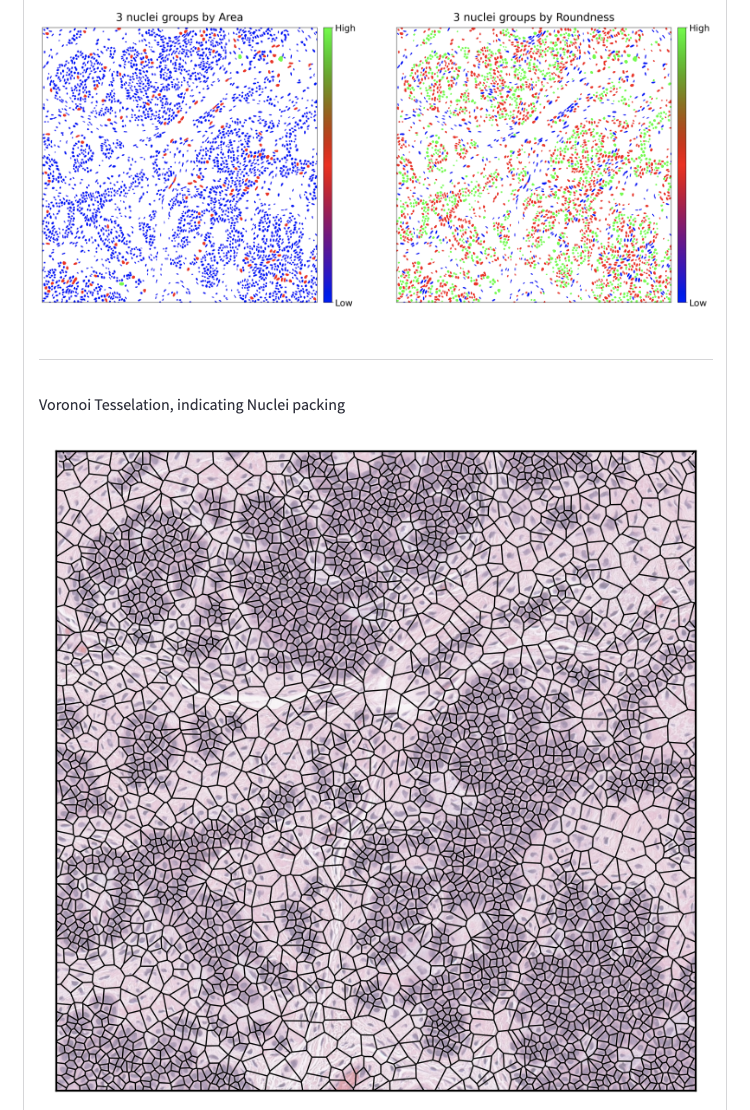 3 nuclei groups by Area
3 nuclei groups by Roundness
High
High
Low
Low
Voronoi Tesselation, indicating Nuclei packing